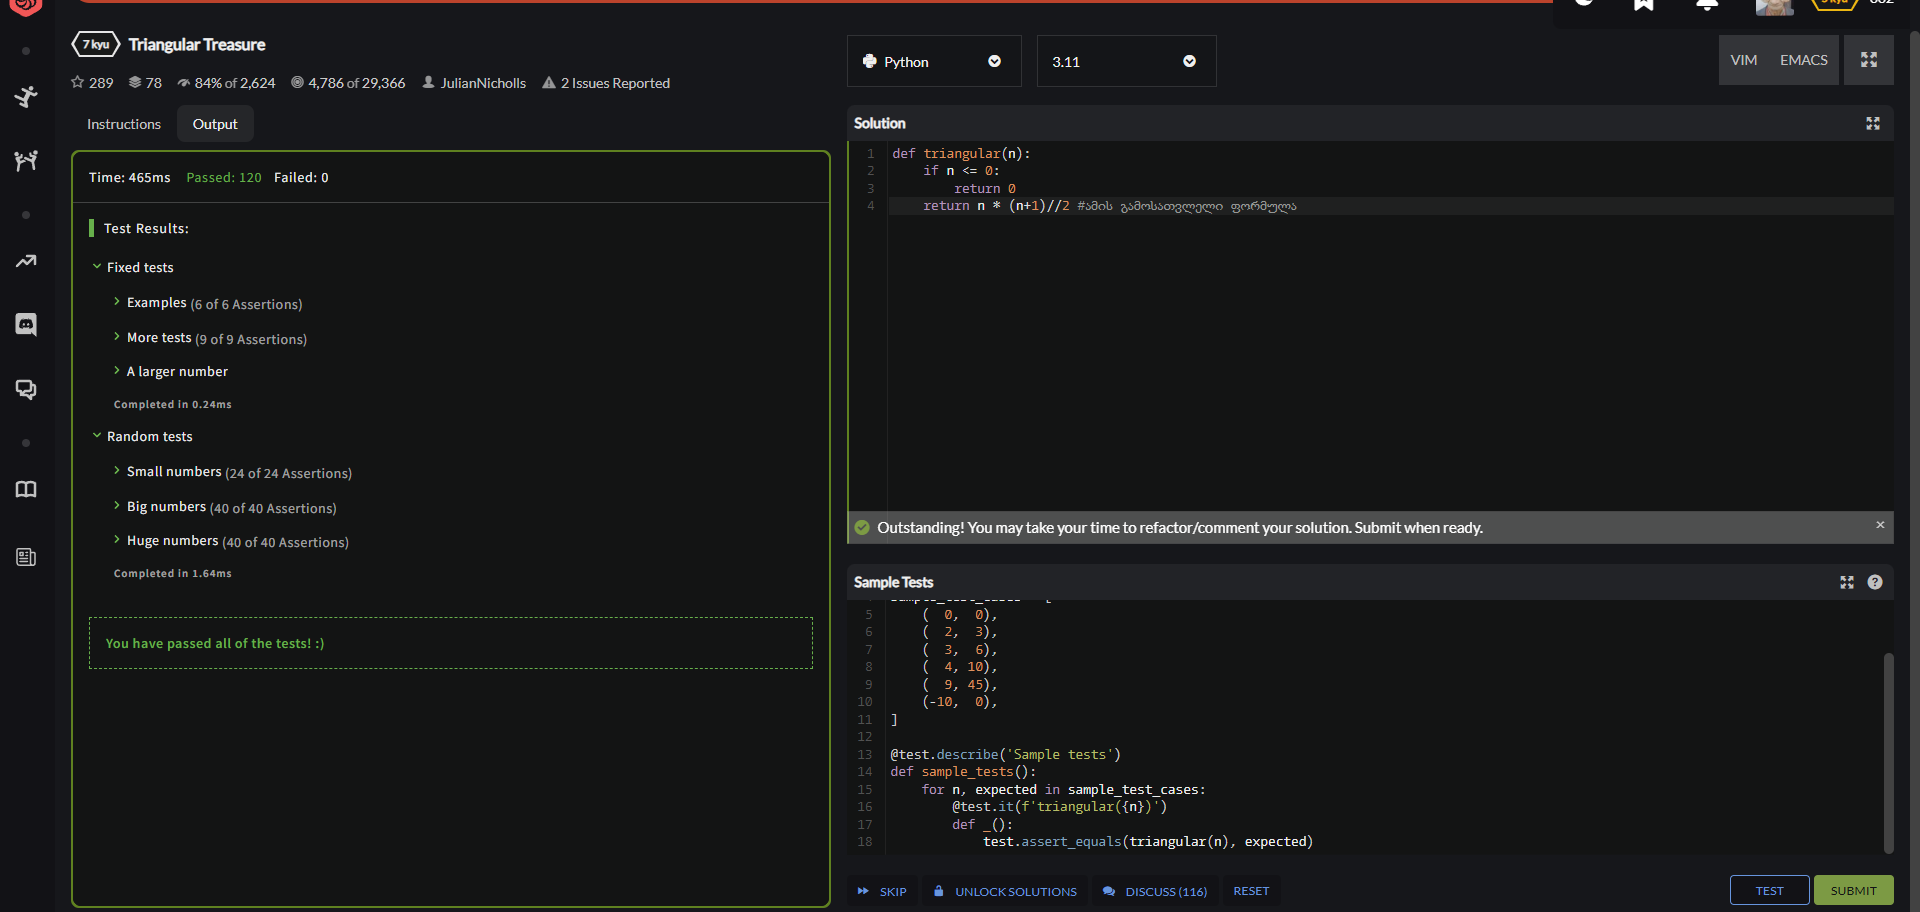 7 kyu Triangular Treasure
289 78 84% of 2,624 4,786 of 29,366 JulianNicholls 2 Issues Reported
Instructions Output
Time: 465ms Passed: 120 Failed: 0
Test Results:
Fixed tests
Examples (6 of 6 Assertions)
More tests (9 of 9 Assertions)
A larger number
Completed in 0.24ms
Random tests
Small numbers (24 of 24 Assertions)
Big numbers (40 of 40 Assertions)
Huge numbers (40 of 40 Assertions)
Completed in 1.64ms
You have passed all of the tests! :)
Python 3.11 VIM EMACS
Solution
1 def triangular(n):
2 if n <= 0:
3 return 0
4 return n * (n+1)//2 #ამის გამოსათვლელი ფორმულა
Outstanding! You may take your time to refactor/comment your solution. Submit when ready.
Sample Tests
5 ( 0, 0),
6 ( 2, 3),
7 ( 3, 6),
8 ( 4, 10),
9 ( 9, 45),
10 (-10, 0),
11 ]
12
13 @test.describe('Sample tests')
14 def sample_tests():
15 for n, expected in sample_test_cases:
16 @test.it(f'triangular({n})')
17 def _():
18 test.assert_equals(triangular(n), expected)
SKIP UNLOCK SOLUTIONS DISCUSS (116) RESET TEST SUBMIT